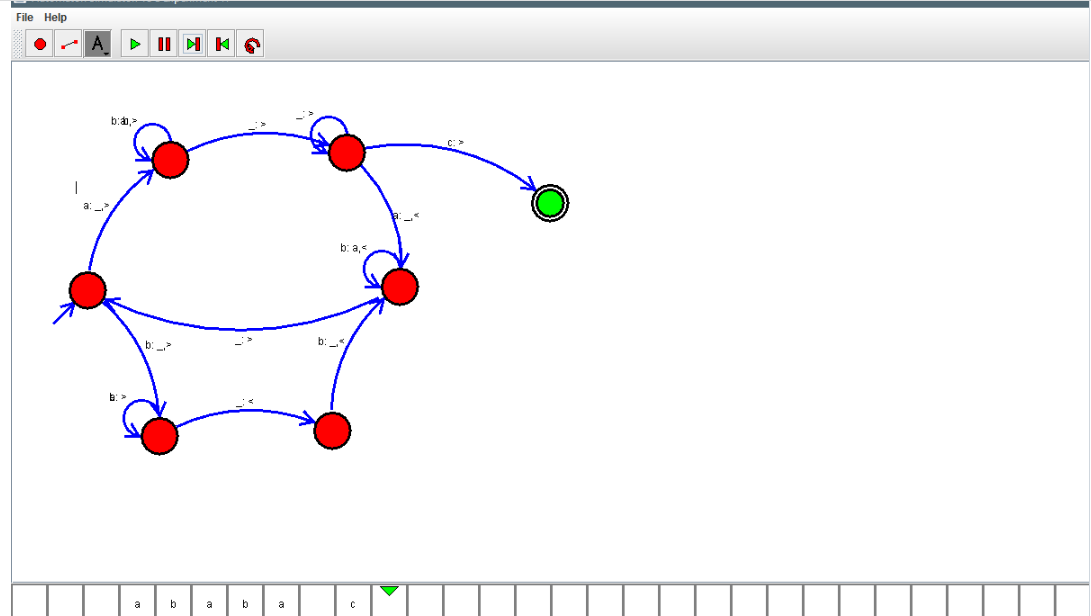 File Help
A
_: >
_: >
c: >
a: _,>
a: _,<
b: a,<
b: _,>
_: >
b: _,<
_: <
a b a b a c